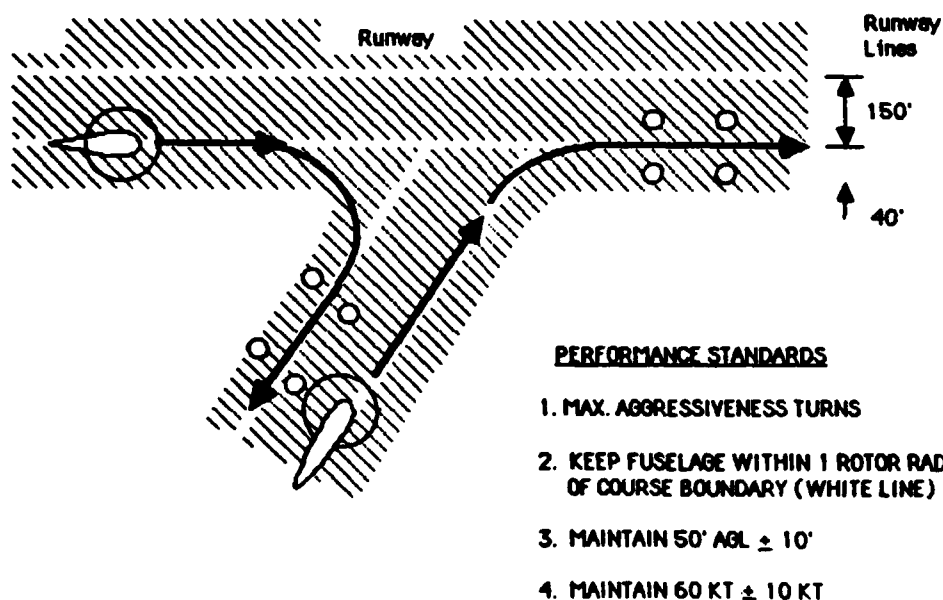 Runway
Runway
Lines
150'
40'
PERFORMANCE STANDARDS
1. MAX. AGGRESSIVENESS TURNS
2. KEEP FUSELAGE WITHIN 1 ROTOR RAD
OF COURSE BOUNDARY (WHITE LINE)
3. MAINTAIN 50' AGL ± 10'
4. MAINTAIN 60 KT ± 10 KT